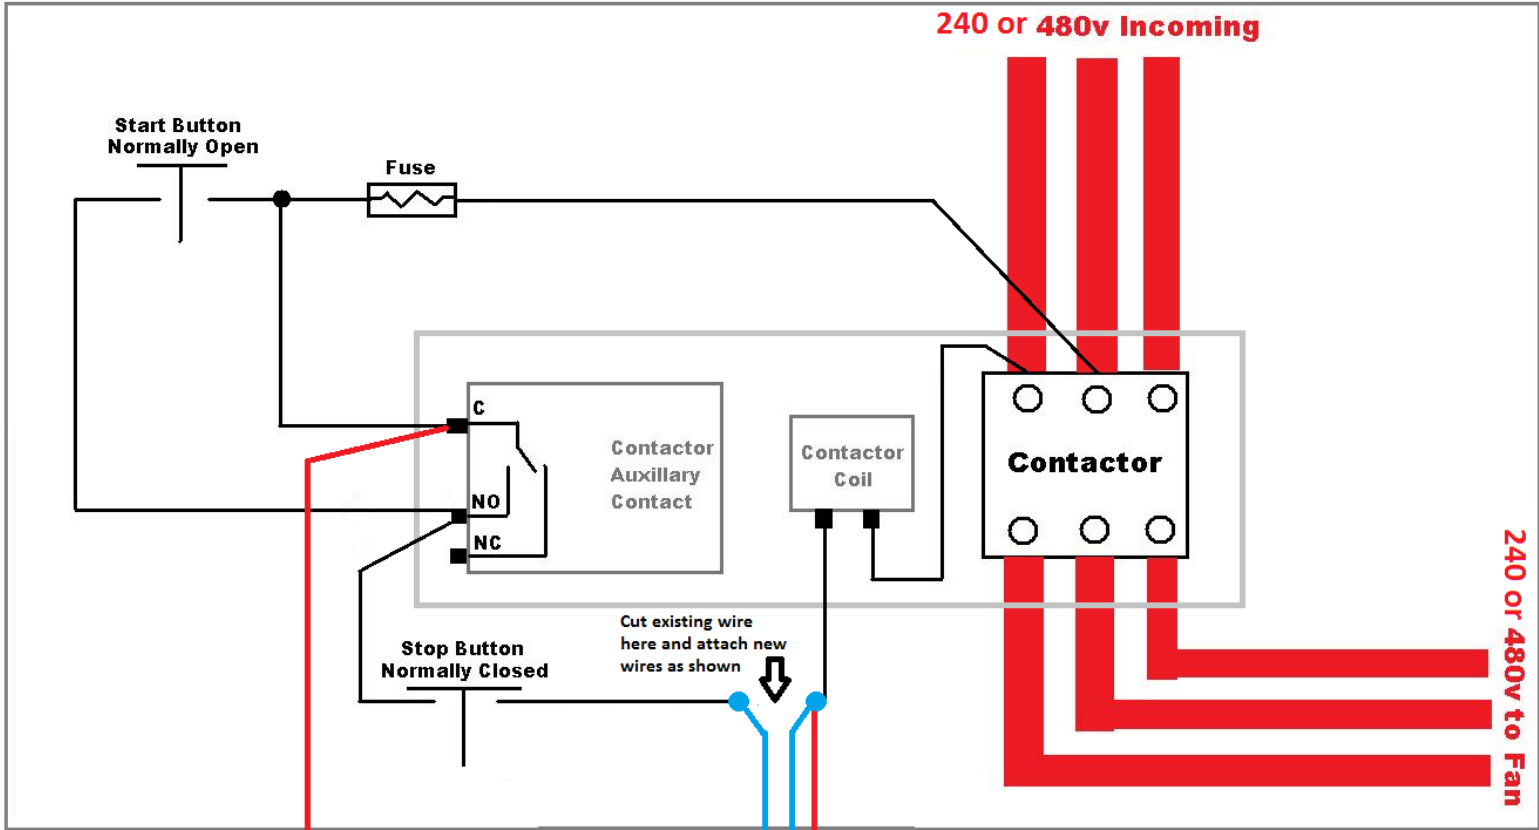 240 or 480v Incoming
Start Button
Normally Open
Fuse
C
NO
NC
Contactor
Auxillary
Contact
Contactor
Coil
Contactor
Cut existing wire
here and attach new
wires as shown
Stop Button
Normally Closed
240 or 480v to Fan